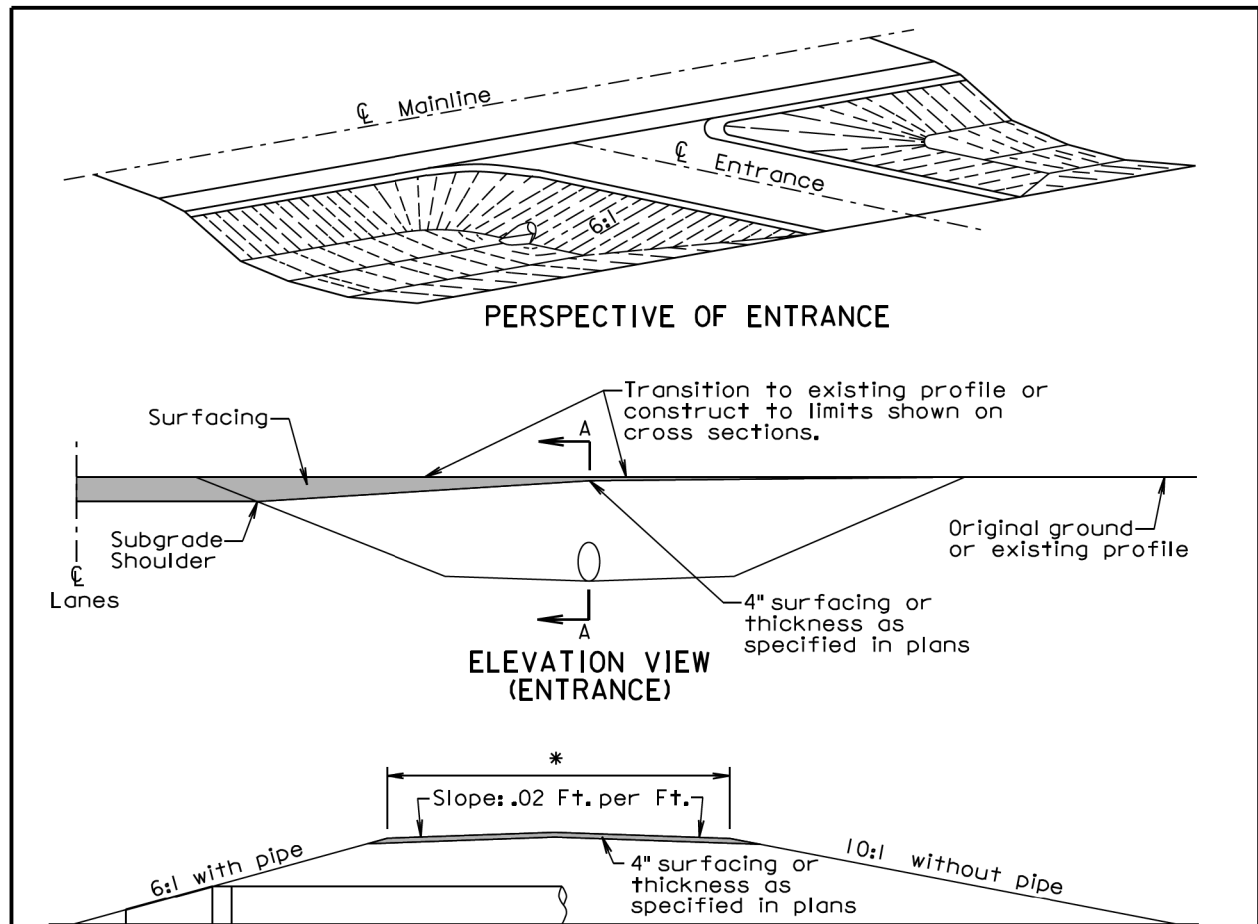 ℄ Mainline
℄ Entrance
6:1
PERSPECTIVE OF ENTRANCE
Transition to existing profile or
construct to limits shown on
cross sections.
Surfacing
A
Subgrade
Shoulder
Original ground
or existing profile
℄
Lanes
4" surfacing or
thickness as
specified in plans
A
ELEVATION VIEW
(ENTRANCE)
*
Slope: .02 Ft. per Ft.
6:1 with pipe
10:1 without pipe
4" surfacing or
thickness as
specified in plans